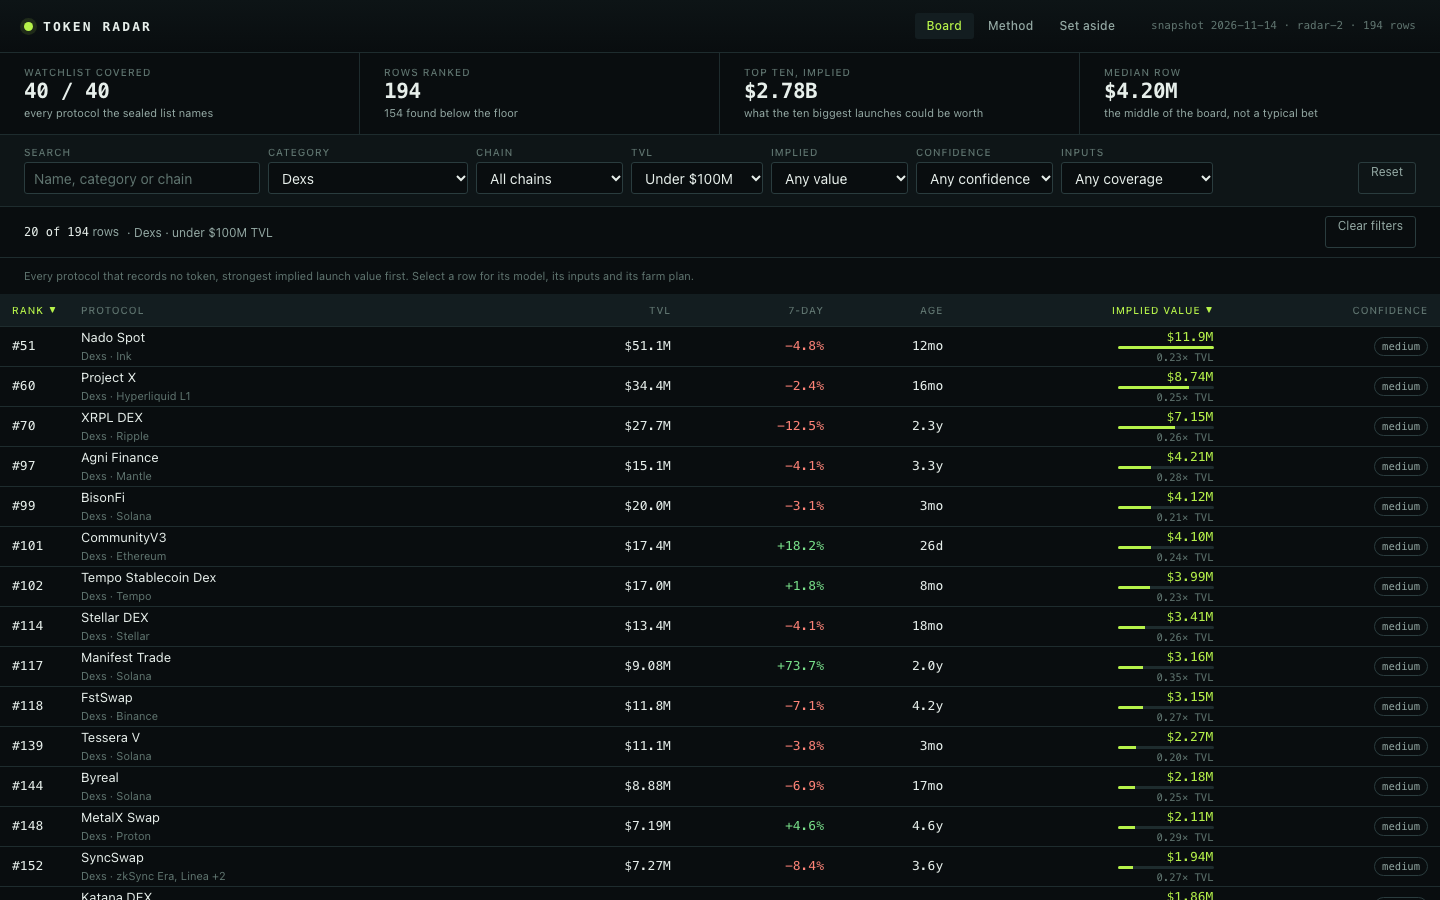 TOKEN RADAR
Board Method Set aside snapshot 2026-11-14 · radar-2 · 194 rows
WATCHLIST COVERED
40 / 40
every protocol the sealed list names
ROWS RANKED
194
154 found below the floor
TOP TEN, IMPLIED
$2.78B
what the ten biggest launches could be worth
MEDIAN ROW
$4.20M
the middle of the board, not a typical bet
SEARCH CATEGORY CHAIN TVL IMPLIED CONFIDENCE INPUTS
Name, category or chain Dexs All chains Under $100M Any value Any confidence Any coverage Reset
20 of 194 rows · Dexs · under $100M TVL Clear filters
Every protocol that records no token, strongest implied launch value first. Select a row for its model, its inputs and its farm plan.
RANK ▼ PROTOCOL TVL 7-DAY AGE IMPLIED VALUE ▼ CONFIDENCE
#51 Nado Spot $51.1M −4.8% 12mo $11.9M medium
Dexs · Ink 0.23× TVL
#60 Project X $34.4M −2.4% 16mo $8.74M medium
Dexs · Hyperliquid L1 0.25× TVL
#70 XRPL DEX $27.7M −12.5% 2.3y $7.15M medium
Dexs · Ripple 0.26× TVL
#97 Agni Finance $15.1M −4.1% 3.3y $4.21M medium
Dexs · Mantle 0.28× TVL
#99 BisonFi $20.0M −3.1% 3mo $4.12M medium
Dexs · Solana 0.21× TVL
#101 CommunityV3 $17.4M +18.2% 26d $4.10M medium
Dexs · Ethereum 0.24× TVL
#102 Tempo Stablecoin Dex $17.0M +1.8% 8mo $3.99M medium
Dexs · Tempo 0.23× TVL
#114 Stellar DEX $13.4M −4.1% 18mo $3.41M medium
Dexs · Stellar 0.26× TVL
#117 Manifest Trade $9.08M +73.7% 2.0y $3.16M medium
Dexs · Solana 0.35× TVL
#118 FstSwap $11.8M −7.1% 4.2y $3.15M medium
Dexs · Binance 0.27× TVL
#139 Tessera V $11.1M −3.8% 3mo $2.27M medium
Dexs · Solana 0.20× TVL
#144 Byreal $8.88M −6.9% 17mo $2.18M medium
Dexs · Solana 0.25× TVL
#148 MetalX Swap $7.19M +4.6% 4.6y $2.11M medium
Dexs · Proton 0.29× TVL
#152 SyncSwap $7.27M −8.4% 3.6y $1.94M medium
Dexs · zkSync Era, Linea +2 0.27× TVL
Katana DEX $1.86M